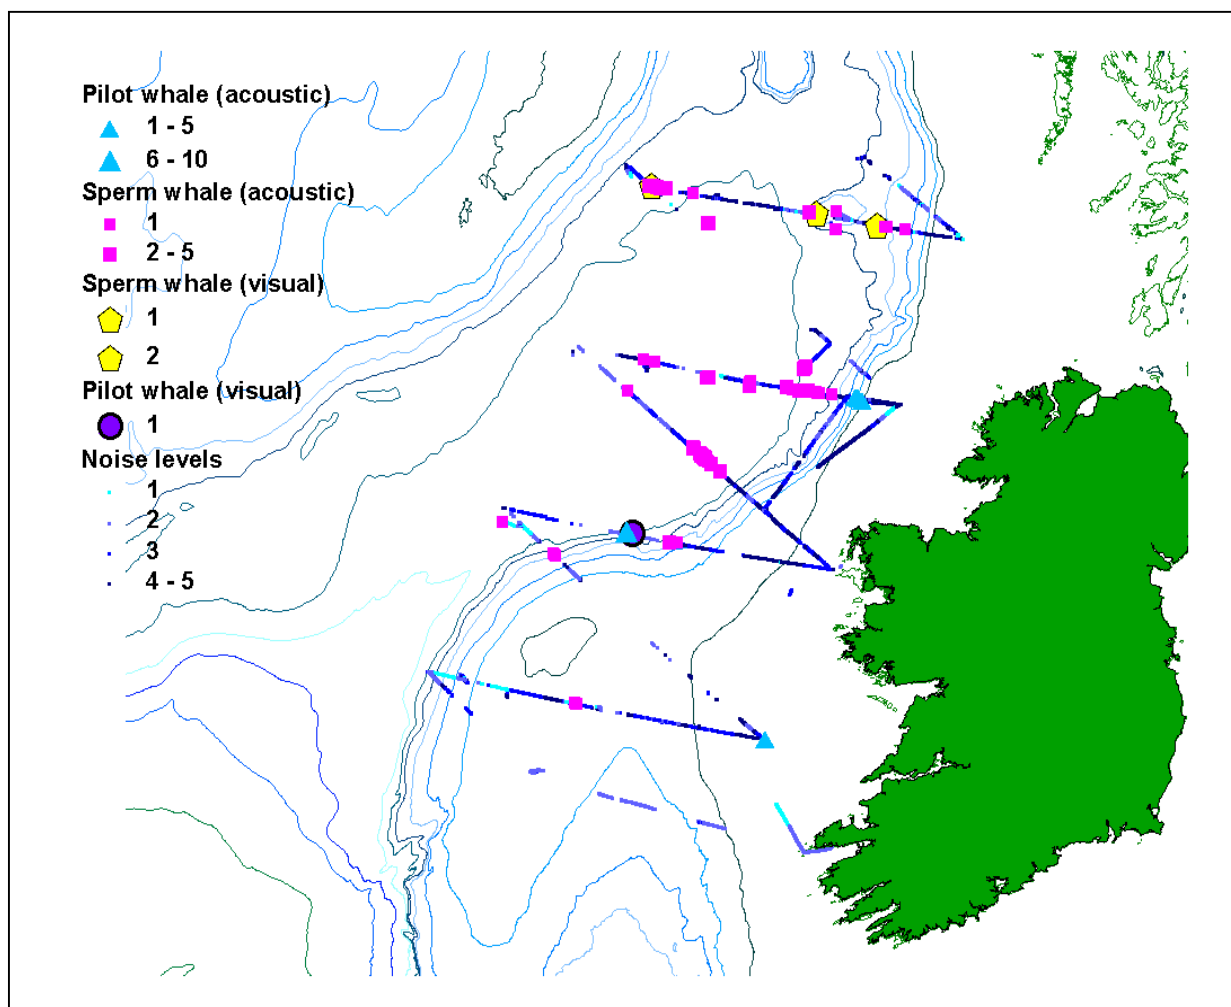 Pilot whale (acoustic)
1 - 5
6 - 10
Sperm whale (acoustic)
1
2 - 5
Sperm whale (visual)
1
2
Pilot whale (visual)
1
Noise levels
1
2
3
4 - 5